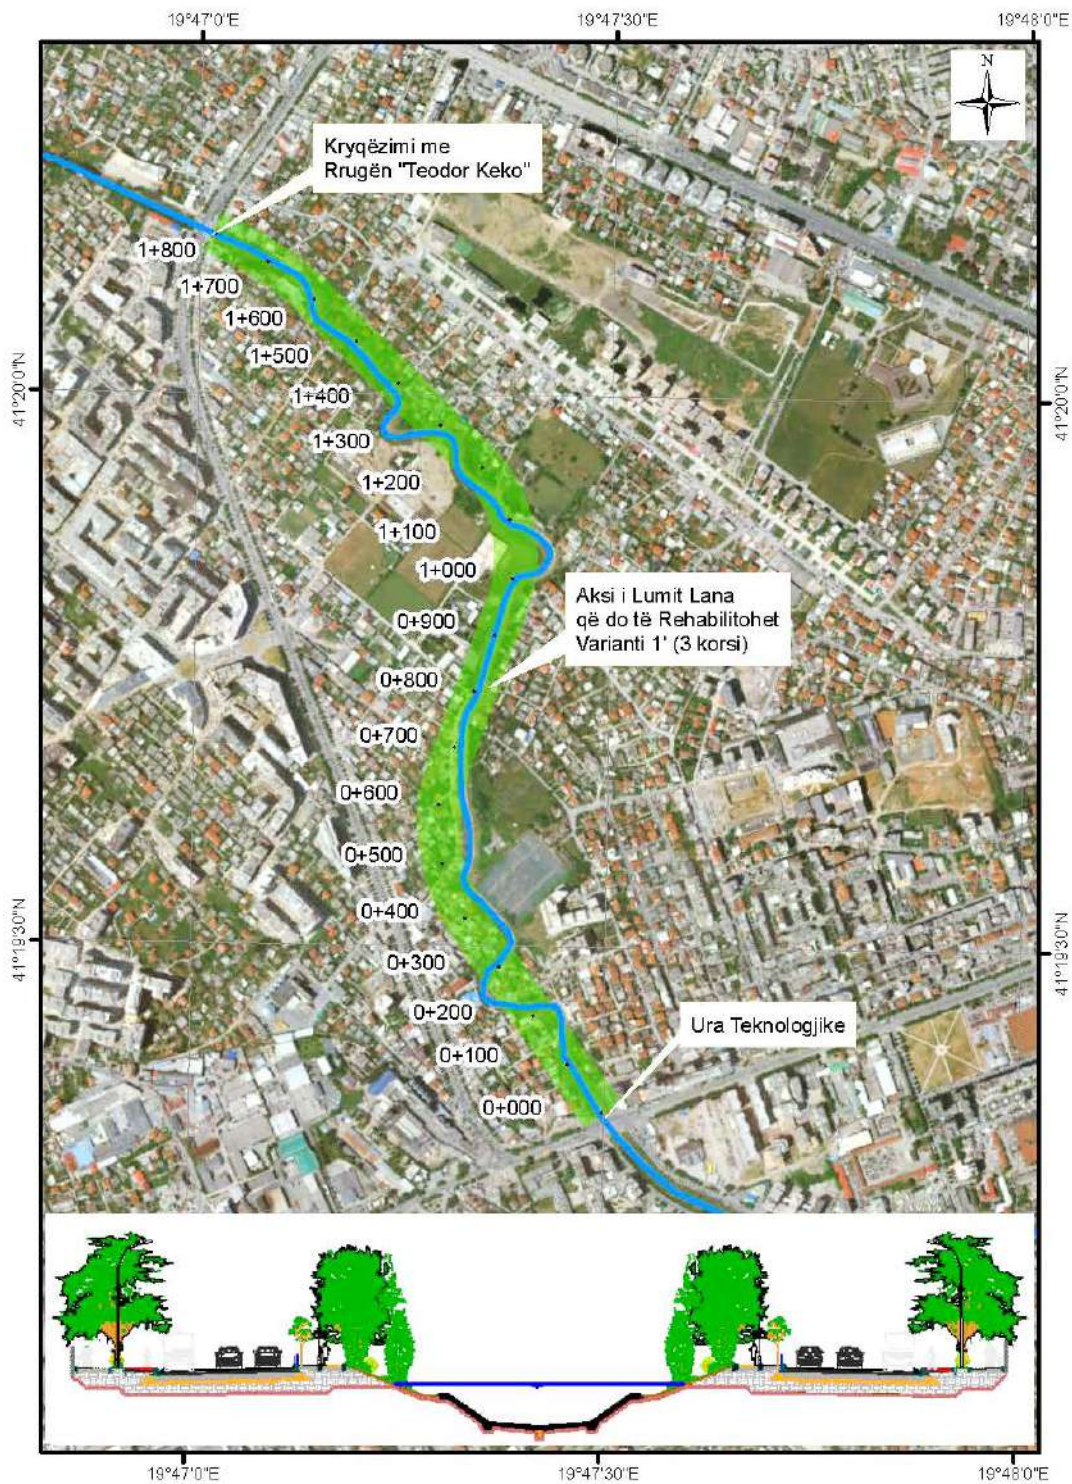 19°47'0"E
19°47'30"E
19°48'0"E
N
Kryqëzimi me
Rrugën "Teodor Keko"
1+800
1+700
1+600
1+500
41°20'0"N
41°20'0"N
1+400
1+300
1+200
1+100
1+000
Aksi i Lumit Lana
që do të Rehabilitohet
Varianti 1' (3 korsi)
0+900
0+800
0+700
0+600
0+500
0+400
41°19'30"N
41°19'30"N
0+300
0+200
Ura Teknologjike
0+100
0+000
19°47'0"E
19°47'30"E
19°48'0"E